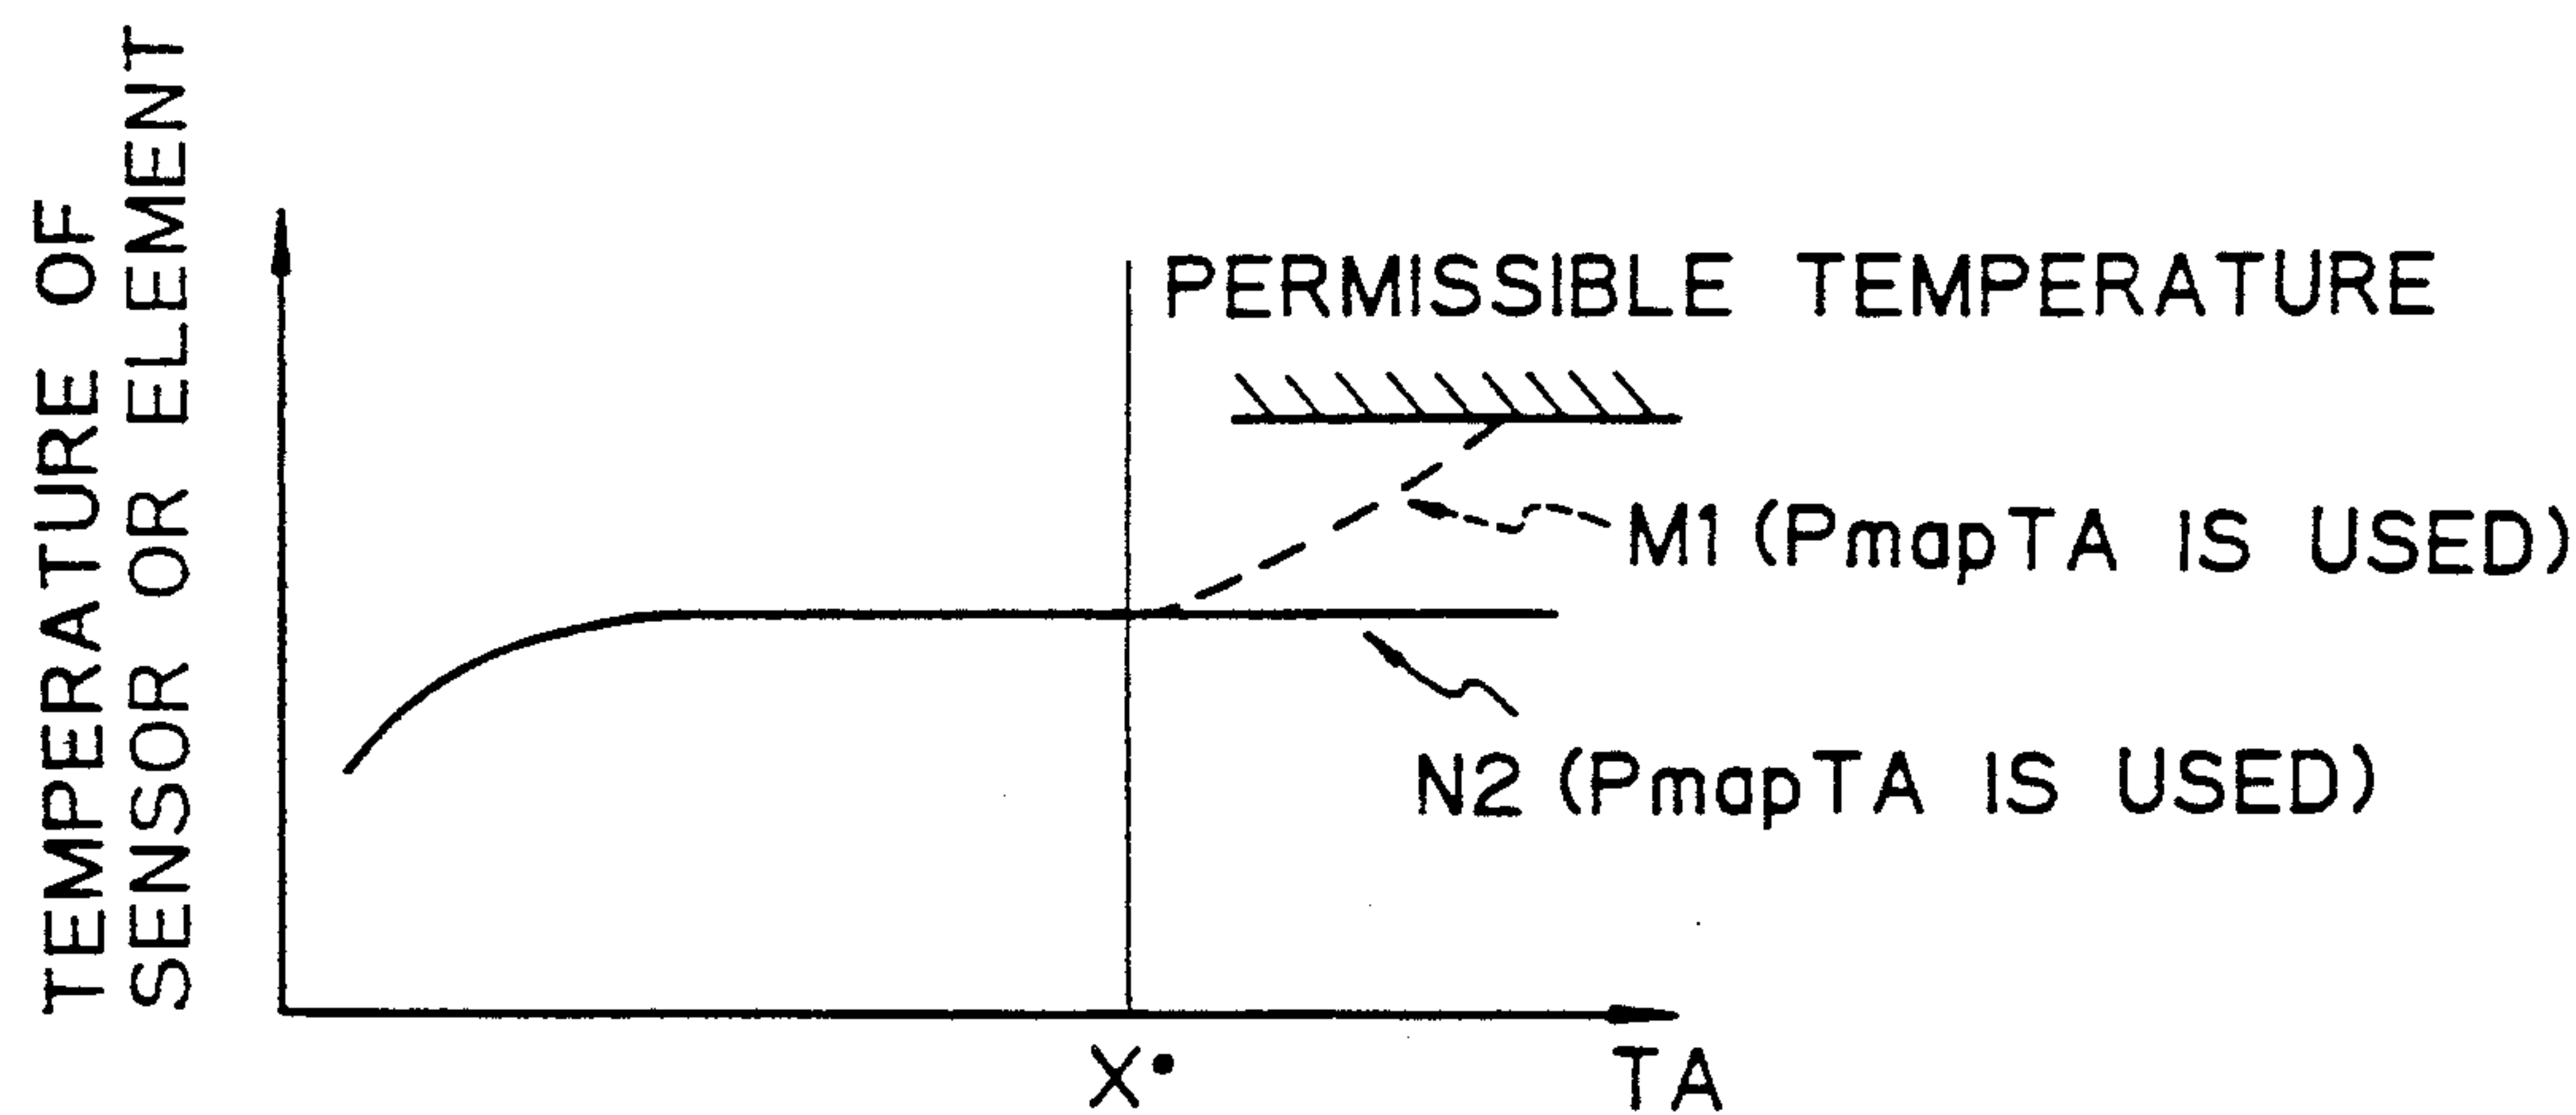 TEMPERATURE OF
SENSOR OR ELEMENT
PERMISSIBLE TEMPERATURE
M1 (PmapTA IS USED)
N2 (PmapTA IS USED)
X°
TA